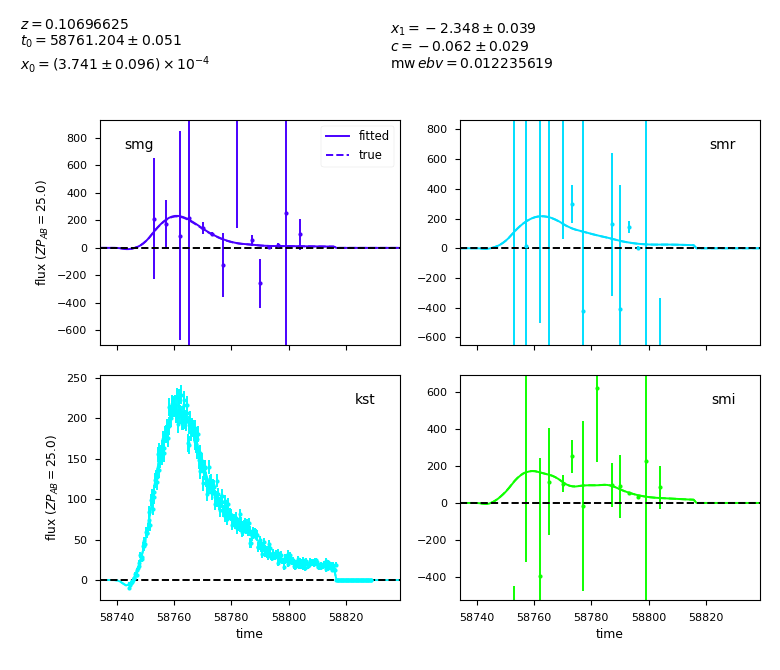 z = 0.10696625
t₀ = 58761.204 ± 0.051
x₀ = (3.741 ± 0.096) × 10⁻⁴
x₁ = −2.348 ± 0.039
c = −0.062 ± 0.029
mw ebv = 0.012235619
smg
fitted
true
800
600
400
200
0
−200
−400
−600
flux (ZP_AB = 25.0)
smr
800
600
400
200
0
−200
−400
−600
kst
250
200
150
100
50
0
flux (ZP_AB = 25.0)
58740 58760 58780 58800 58820
time
smi
600
400
200
0
−200
−400
58740 58760 58780 58800 58820
time